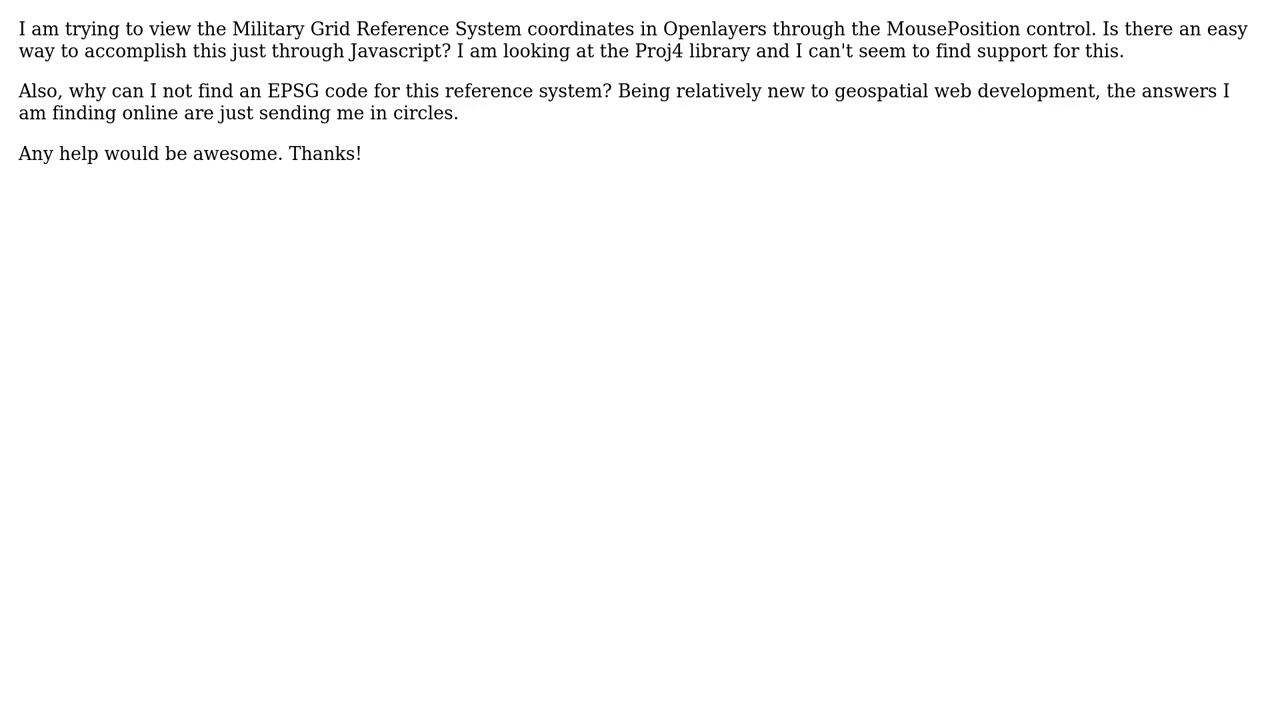 I am trying to view the Military Grid Reference System coordinates in Openlayers through the MousePosition control. Is there an easy
way to accomplish this just through Javascript? I am looking at the Proj4 library and I can't seem to find support for this.
Also, why can I not find an EPSG code for this reference system? Being relatively new to geospatial web development, the answers I
am finding online are just sending me in circles.
Any help would be awesome. Thanks!